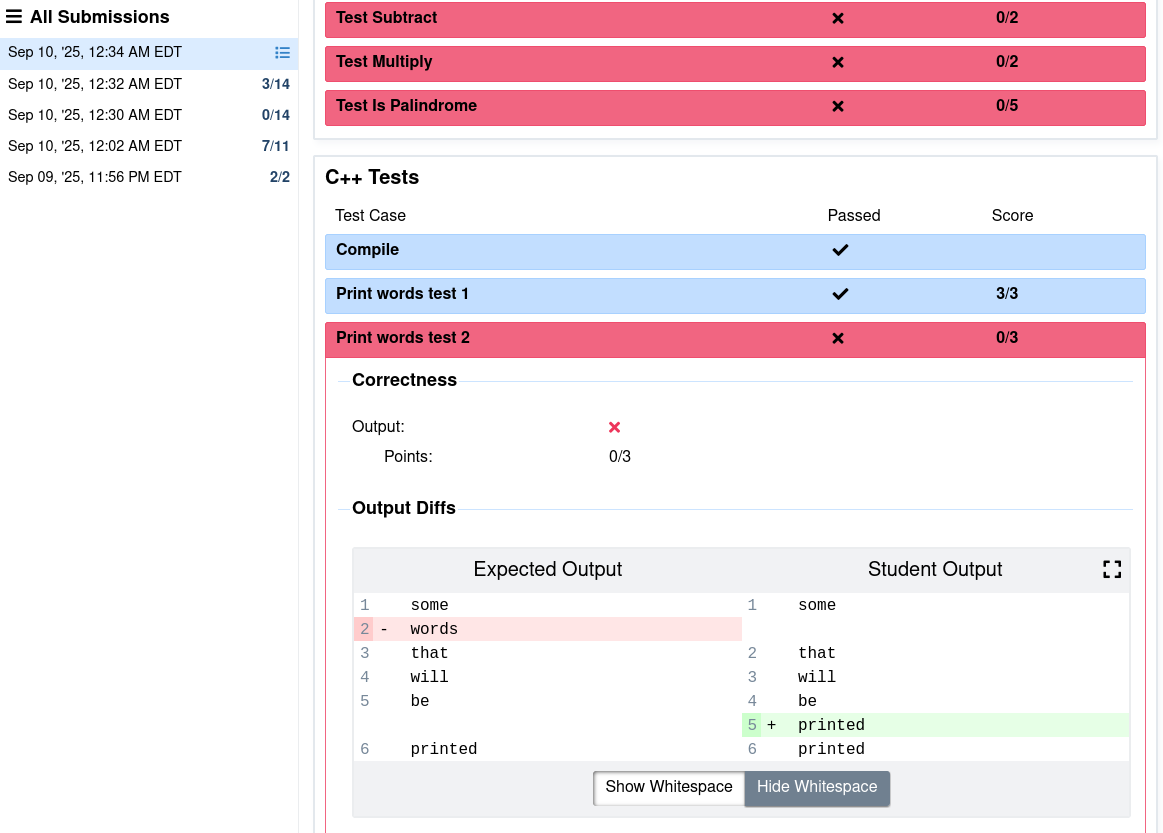 All Submissions
Sep 10, '25, 12:34 AM EDT
Sep 10, '25, 12:32 AM EDT 3/14
Sep 10, '25, 12:30 AM EDT 0/14
Sep 10, '25, 12:02 AM EDT 7/11
Sep 09, '25, 11:56 PM EDT 2/2
Test Subtract 0/2
Test Multiply 0/2
Test Is Palindrome 0/5
C++ Tests
Test Case Passed Score
Compile
Print words test 1 3/3
Print words test 2 0/3
Correctness
Output:
Points: 0/3
Output Diffs
Expected Output Student Output
1 some 1 some
2 - words
3 that 2 that
4 will 3 will
5 be 4 be
5 + printed
6 printed 6 printed
Show Whitespace Hide Whitespace